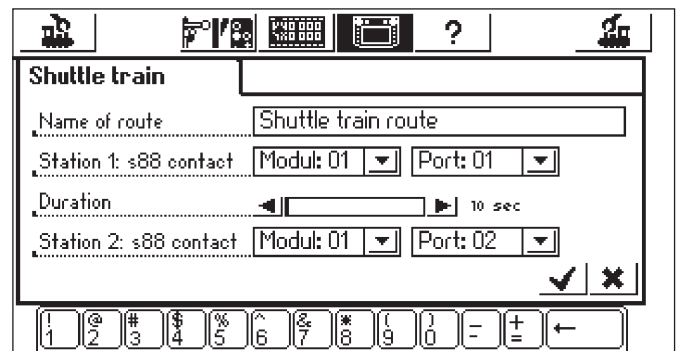 ?
Shuttle train
Name of route Shuttle train route
Station 1: s88 contact Modul: 01 Port: 01
Duration 10 sec
Station 2: s88 contact Modul: 01 Port: 02
! @ # $ % ^ & * ( ) _ +
1 2 3 4 5 6 7 8 9 0 - = ←